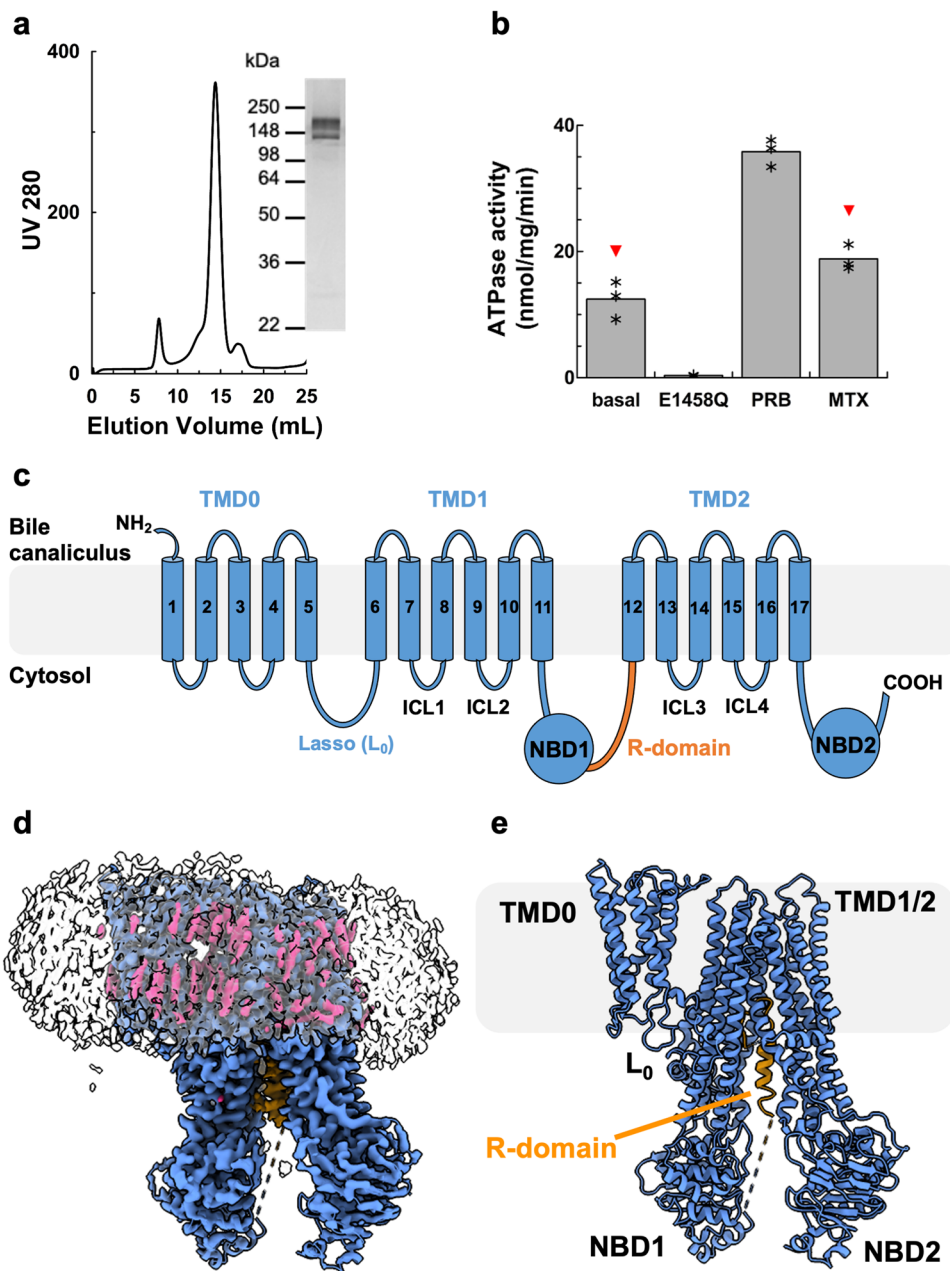 a
400
200
0
UV 280
0
5
10
15
20
25
Elution Volume (mL)
kDa
250
148
98
64
50
36
22
b
40
20
0
ATPase activity
(nmol/mg/min)
basal
E1458Q
PRB
MTX
c
TMD0
TMD1
TMD2
Bile
canaliculus
NH2
1
2
3
4
5
6
7
8
9
10
11
12
13
14
15
16
17
Cytosol
ICL1
ICL2
ICL3
ICL4
COOH
Lasso (L0)
NBD1
R-domain
NBD2
d
e
TMD0
TMD1/2
L0
R-domain
NBD1
NBD2